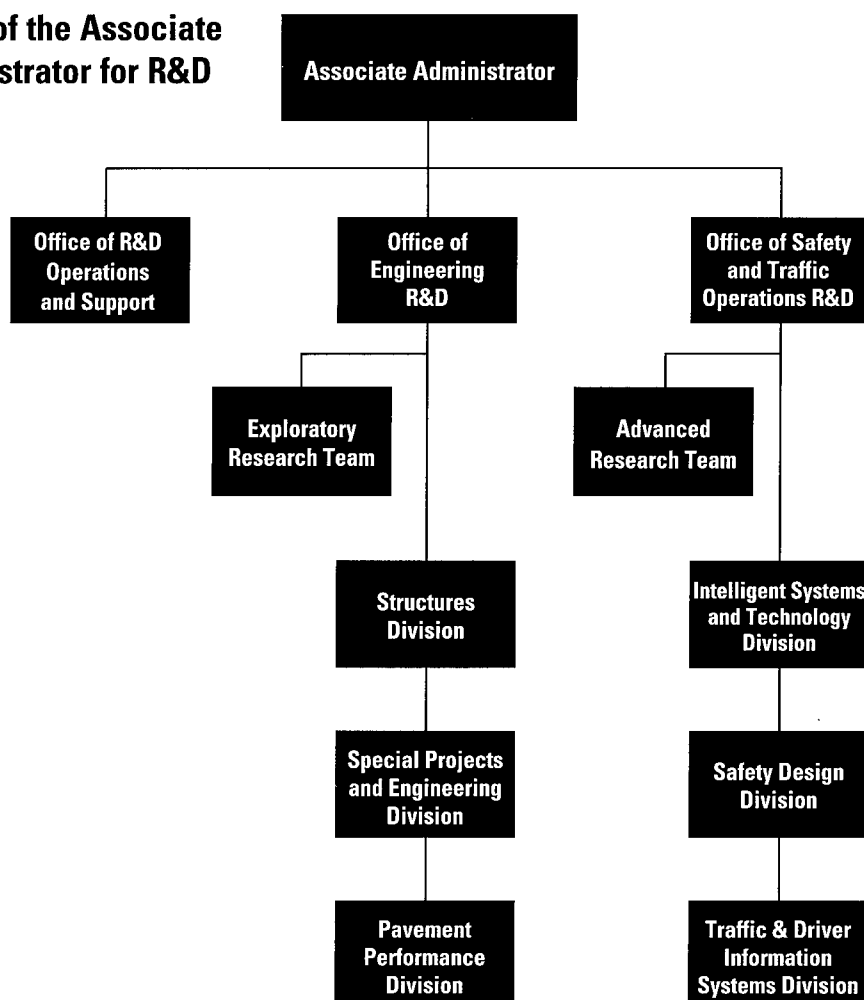 of the Associate
strator for R&D
Associate Administrator
Office of R&D
Operations
and Support
Office of
Engineering
R&D
Office of Safety
and Traffic
Operations R&D
Exploratory
Research Team
Advanced
Research Team
Structures
Division
Intelligent Systems
and Technology
Division
Special Projects
and Engineering
Division
Safety Design
Division
Pavement
Performance
Division
Traffic & Driver
Information
Systems Division